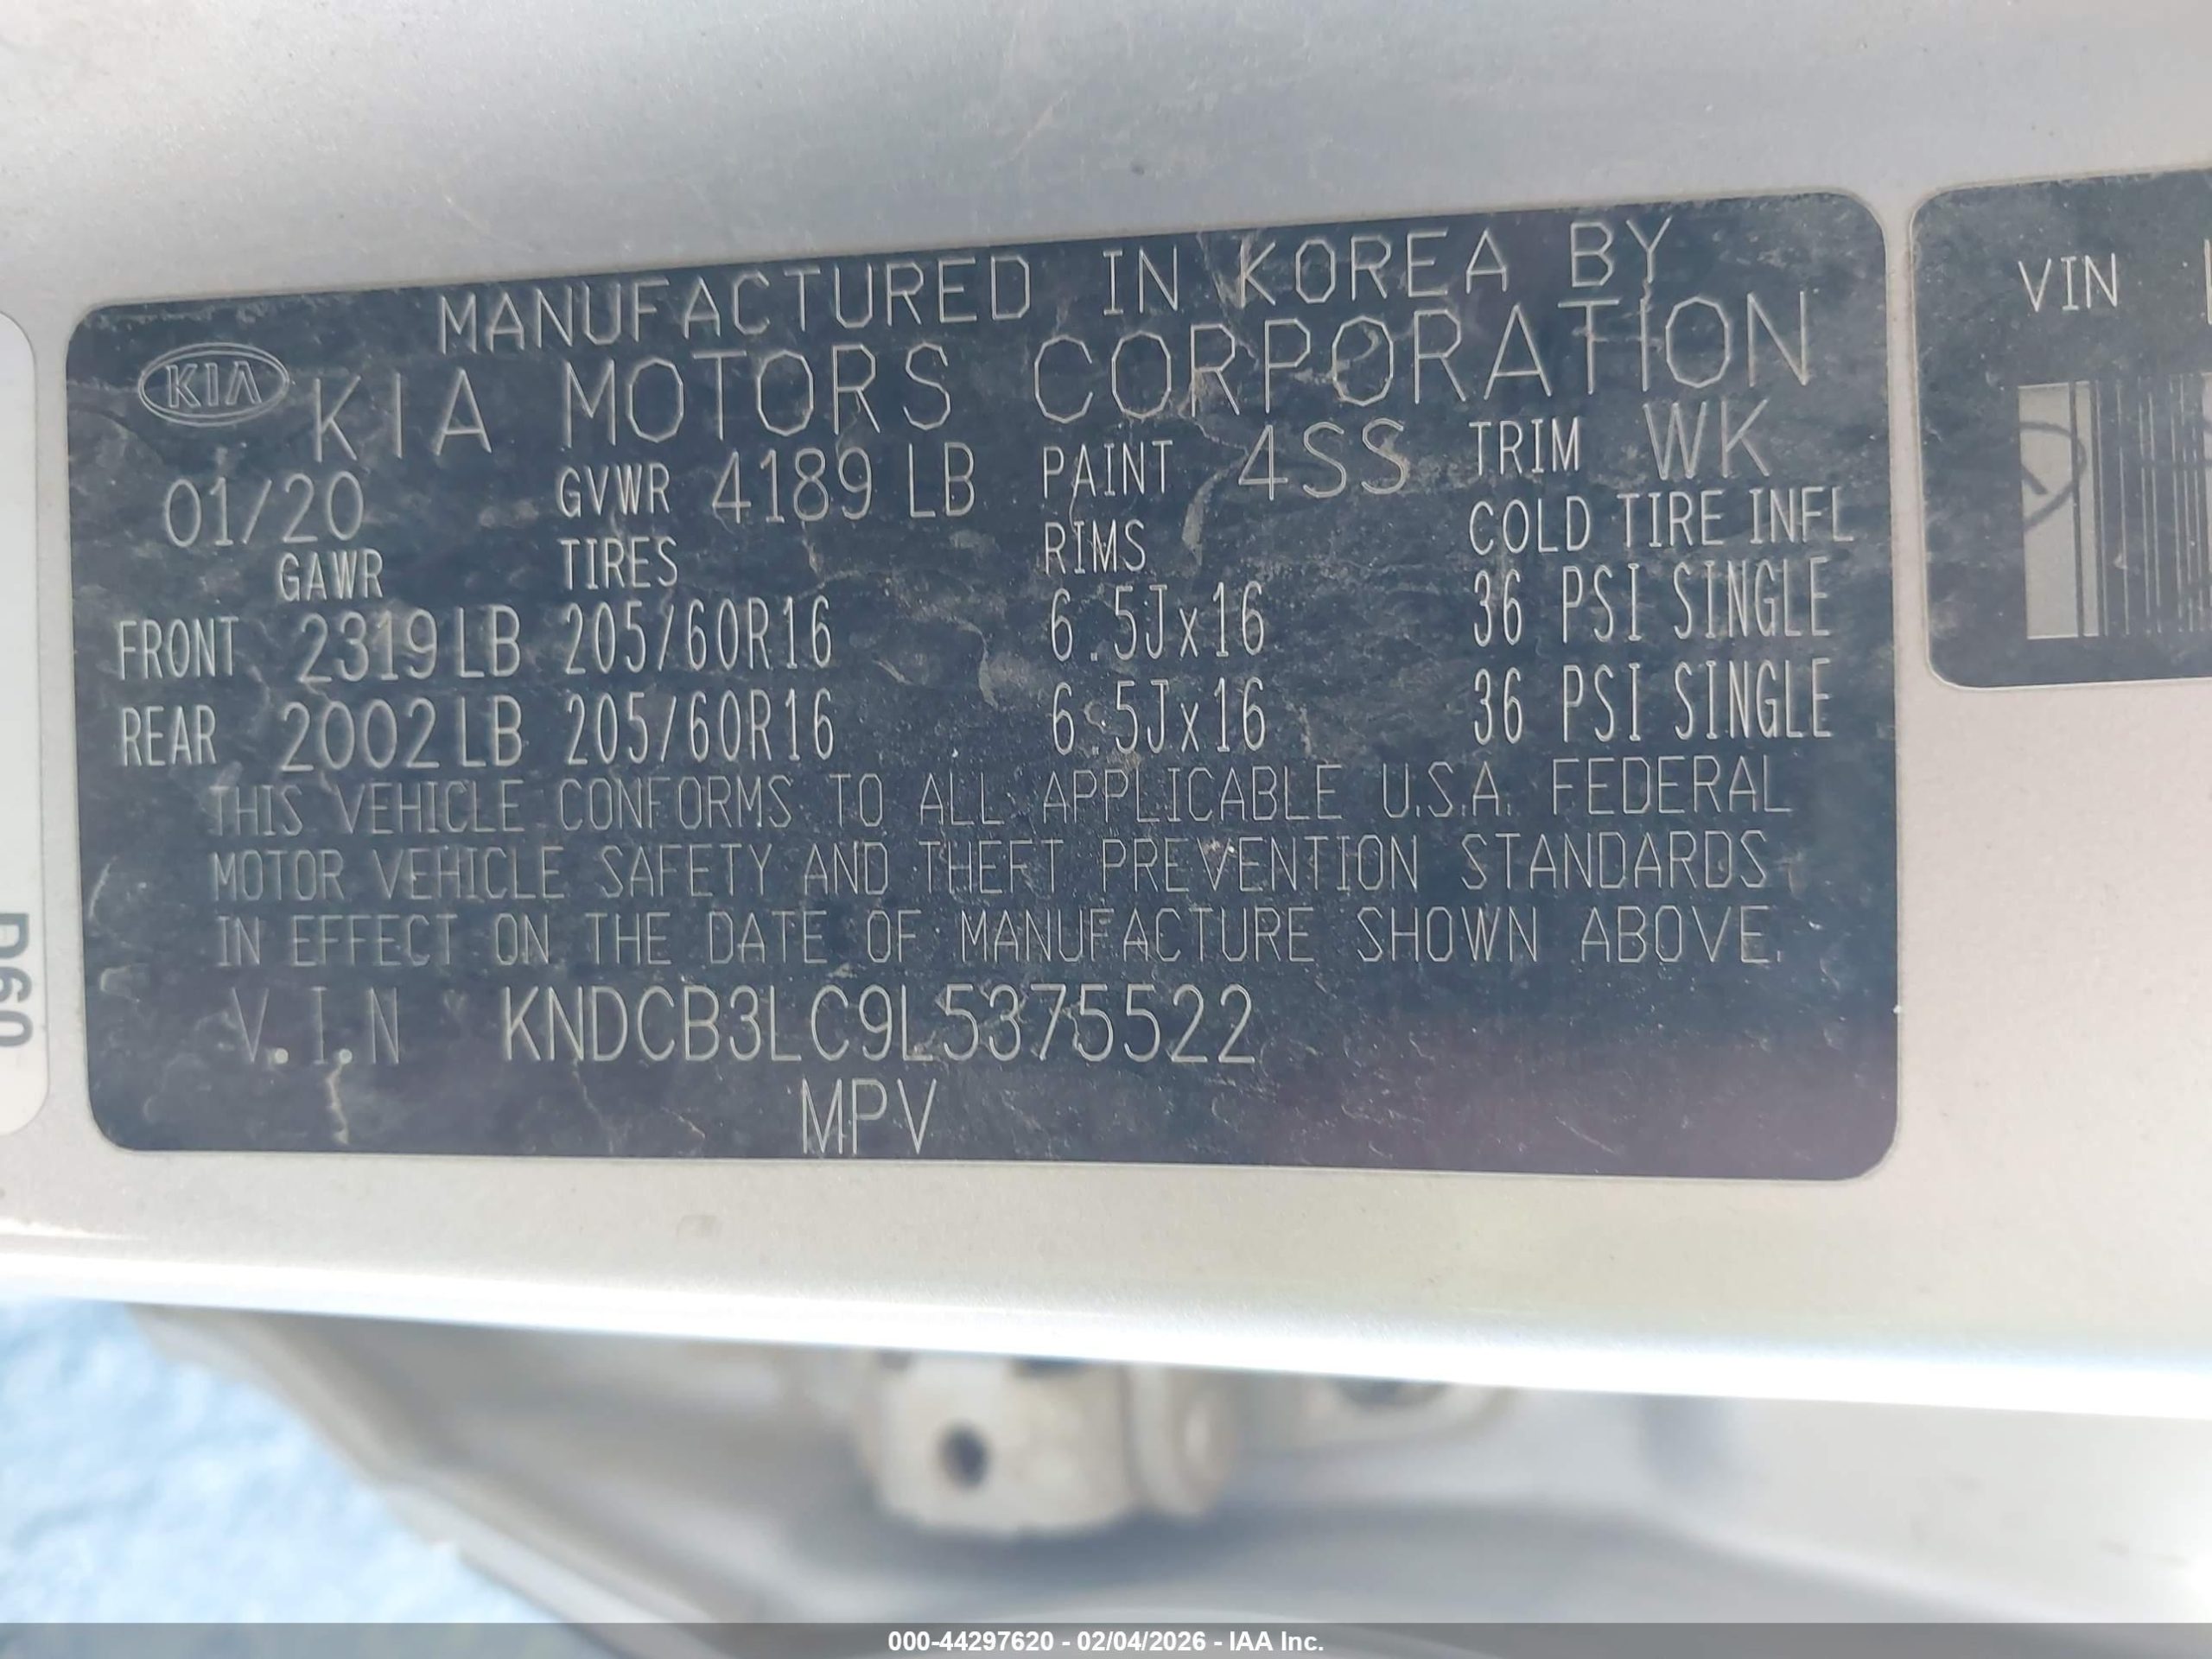 MANUFACTURED IN KOREA BY
KIA KIA MOTORS CORPORATION
01/20 GVWR 4189 LB PAINT 4SS TRIM WK
GAWR TIRES RIMS COLD TIRE INFL
FRONT 2319 LB 205/60R16 6.5Jx16 36 PSI SINGLE
REAR 2002 LB 205/60R16 6.5Jx16 36 PSI SINGLE
THIS VEHICLE CONFORMS TO ALL APPLICABLE U.S.A. FEDERAL
MOTOR VEHICLE SAFETY AND THEFT PREVENTION STANDARDS
IN EFFECT ON THE DATE OF MANUFACTURE SHOWN ABOVE.
V.I.N KNDCB3LC9L5375522
MPV
VIN
D60
000-44297620 - 02/04/2026 - IAA Inc.